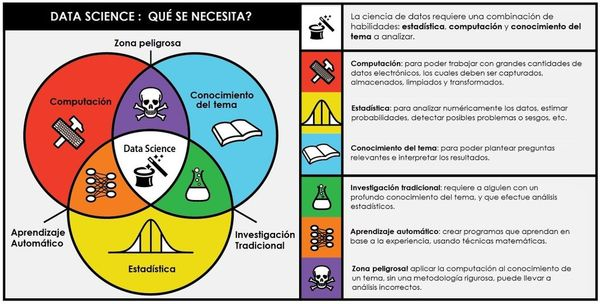 DATA SCIENCE : QUÉ SE NECESITA?
Zona peligrosa
Computación
Conocimiento
del tema
Data Science
Aprendizaje
Automático
Investigación
Tradicional
Estadística
La ciencia de datos requiere una combinación de
habilidades: estadística, computación y conocimiento del
tema a analizar.
Computación: para poder trabajar con grandes cantidades de
datos electrónicos, los cuales deben ser capturados,
almacenados, limpiados y transformados.
Estadística: para analizar numéricamente los datos, estimar
probabilidades, detectar posibles problemas o sesgos, etc.
Conocimiento del tema: para poder plantear preguntas
relevantes e interpretar los resultados.
Investigación tradicional: requiere a alguien con un
profundo conocimiento del tema, y que efectue análisis
estadísticos.
Aprendizaje automático: crear programas que aprendan en
base a la experiencia, usando técnicas matemáticas.
Zona peligrosa! aplicar la computación al conocimiento de
un tema, sin una metodología rigurosa, puede llevar a
análisis incorrectos.